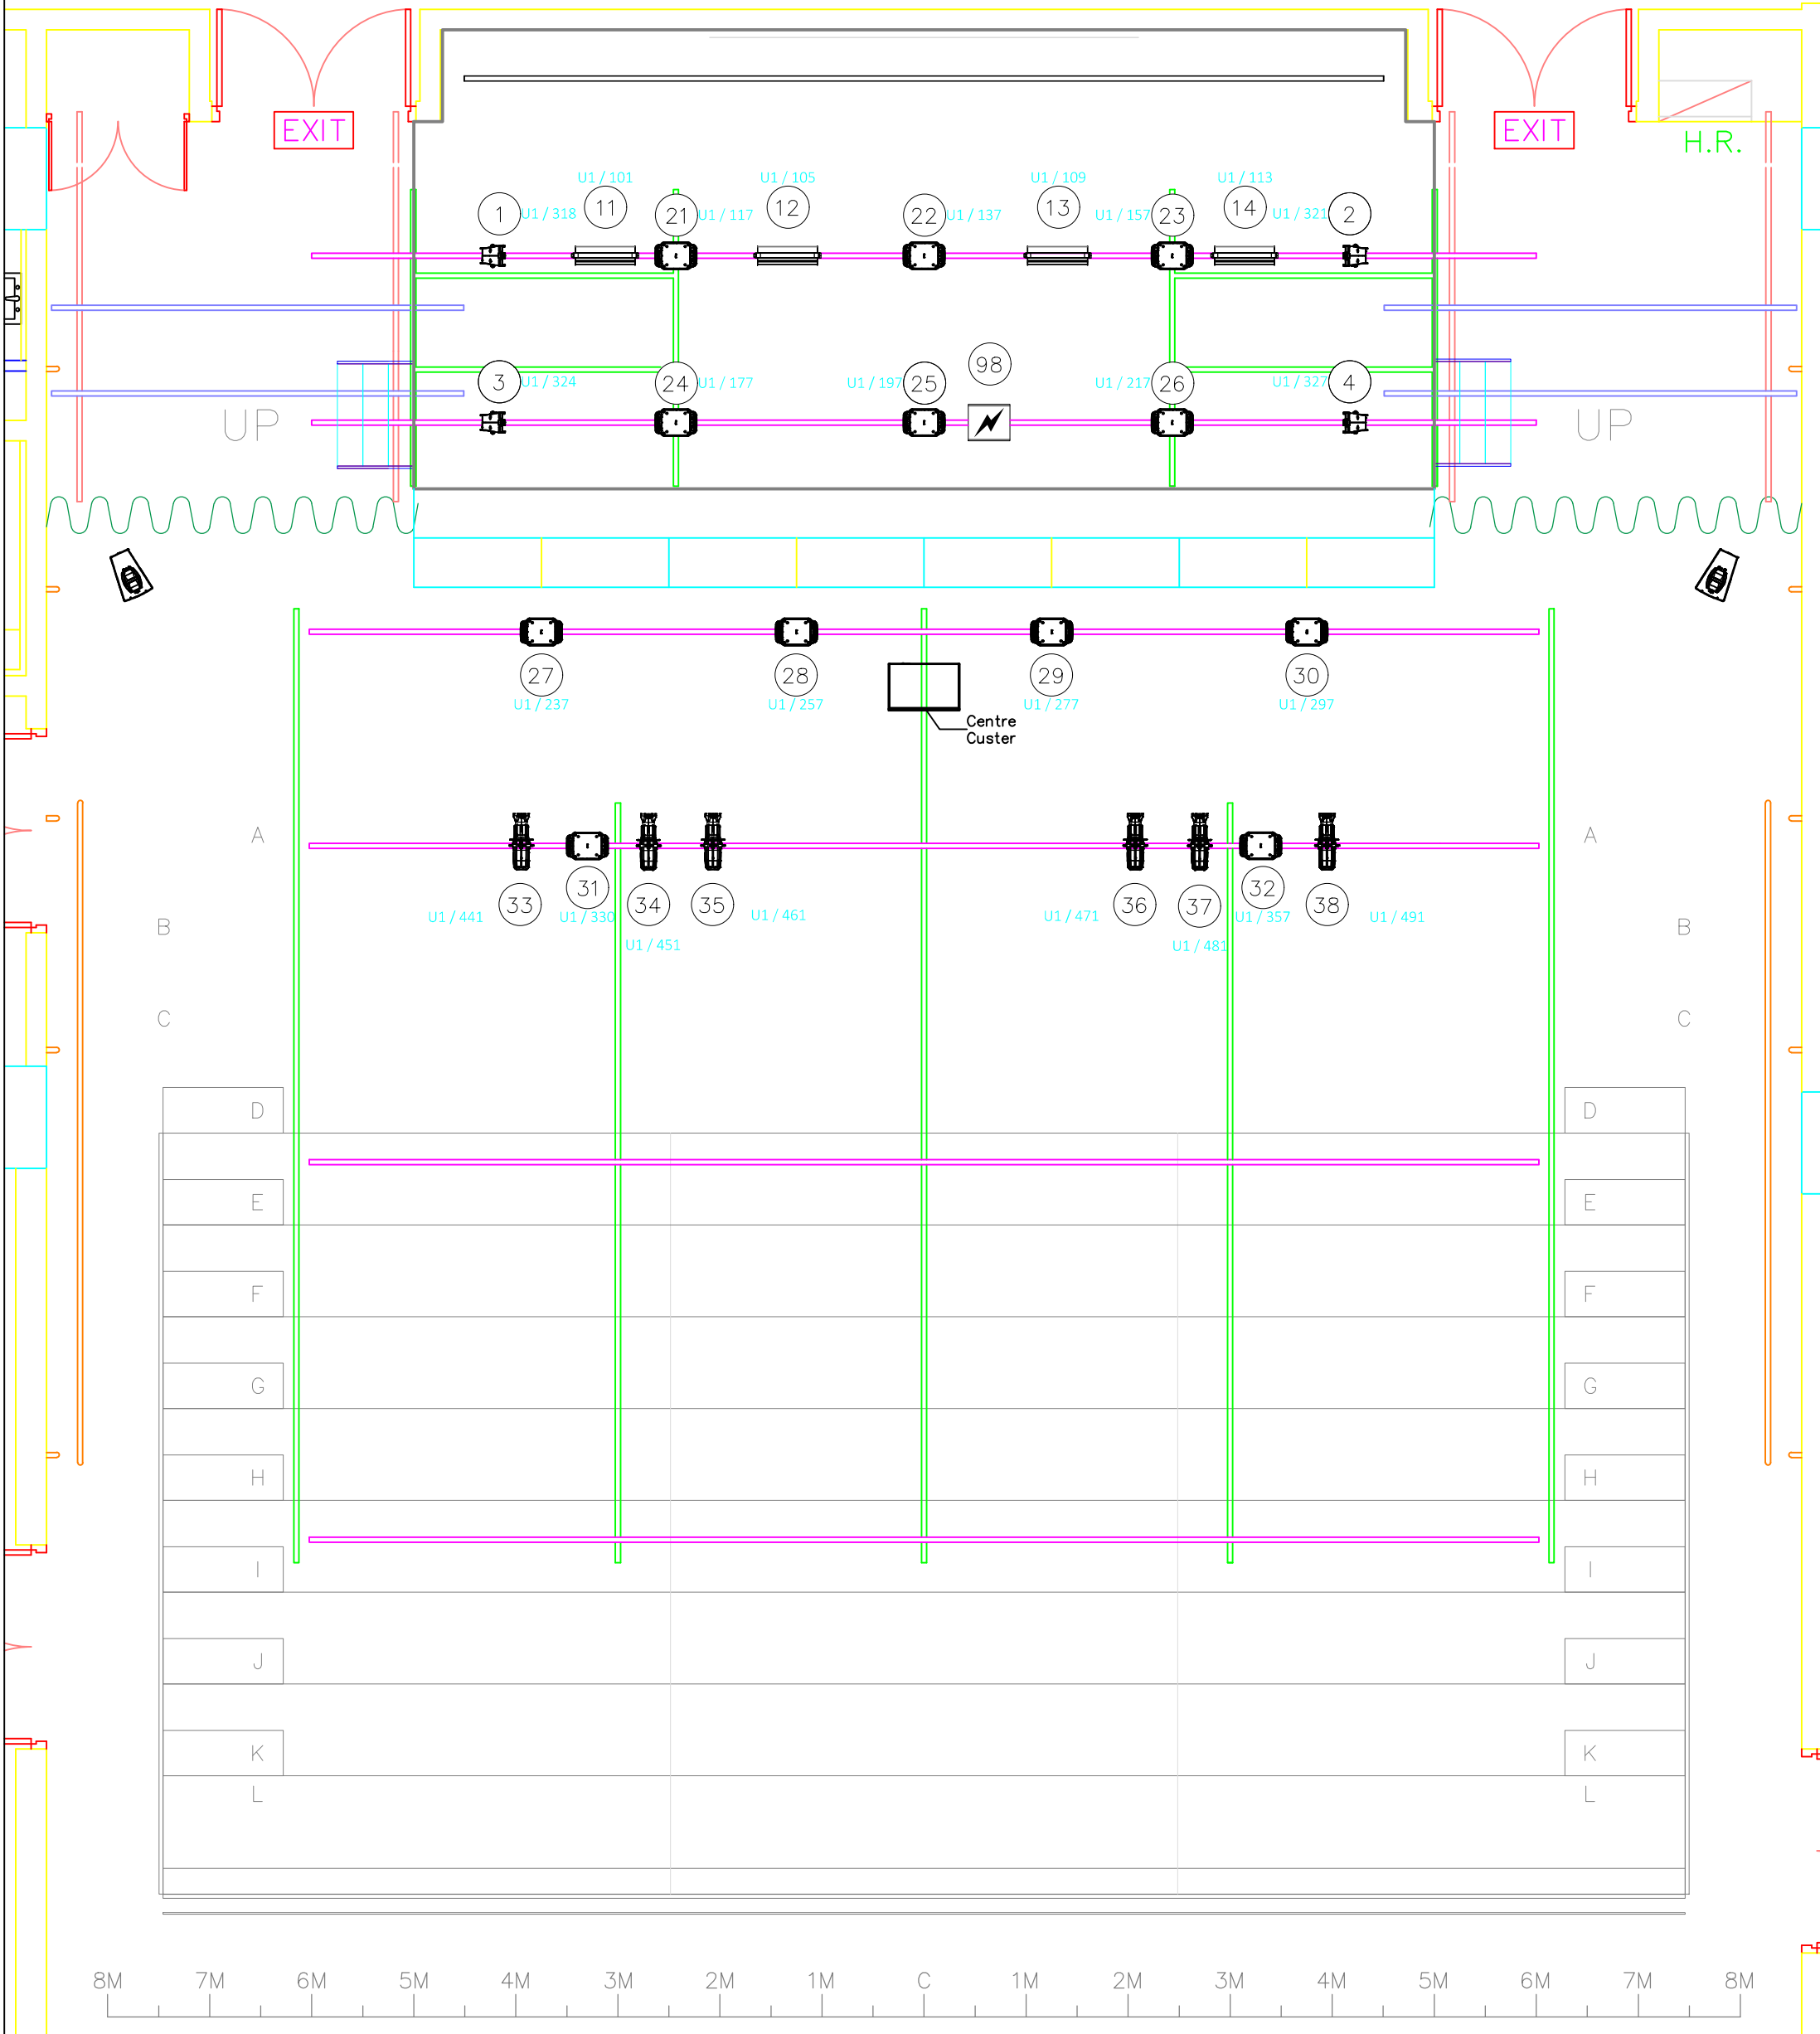 EXIT
EXIT
H.R.
U1 / 101
U1 / 105
U1 / 109
U1 / 113
1
U1 / 318
11
21
U1 / 117
12
22
U1 / 137
13
U1 / 157
23
14
U1 / 321
2
98
3
U1 / 324
24
U1 / 177
U1 / 197
25
U1 / 217
26
U1 / 327
4
UP
UP
27
28
29
30
U1 / 237
U1 / 257
U1 / 277
U1 / 297
Centre
Custer
A
A
31
32
33
34
35
36
37
38
U1 / 441
U1 / 330
U1 / 461
U1 / 471
U1 / 357
U1 / 491
B
B
U1 / 451
U1 / 481
C
C
D
D
E
E
F
F
G
G
H
H
I
I
J
J
K
K
L
L
8M 7M 6M 5M 4M 3M 2M 1M C 1M 2M 3M 4M 5M 6M 7M 8M